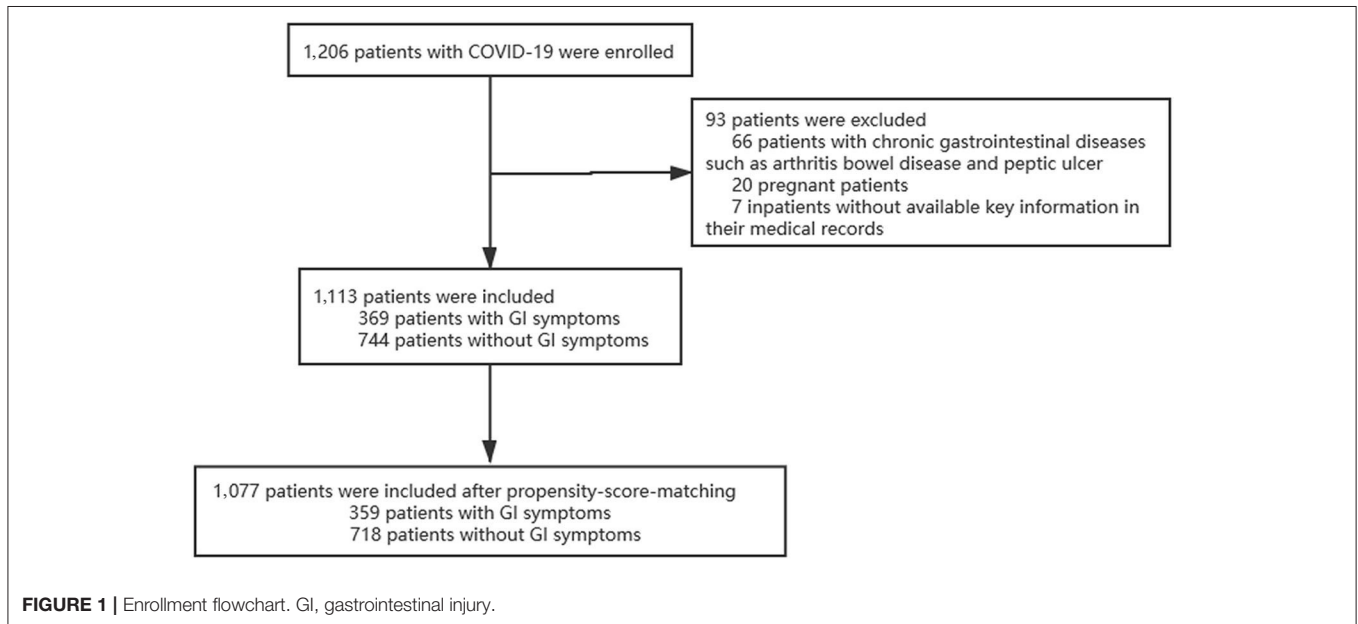 1,206 patients with COVID-19 were enrolled
93 patients were excluded
66 patients with chronic gastrointestinal diseases
such as arthritis bowel disease and peptic ulcer
20 pregnant patients
7 inpatients without available key information in
their medical records
1,113 patients were included
369 patients with GI symptoms
744 patients without GI symptoms
1,077 patients were included after propensity-score-matching
359 patients with GI symptoms
718 patients without GI symptoms
FIGURE 1 | Enrollment flowchart. GI, gastrointestinal injury.